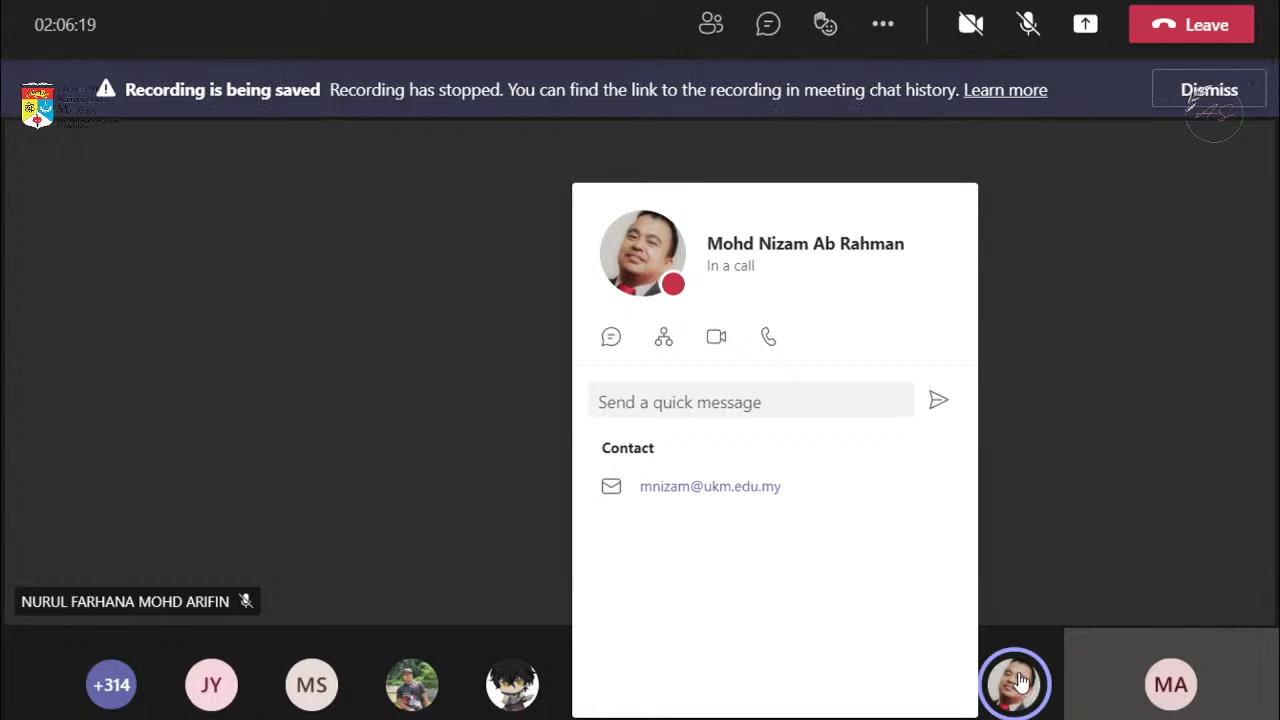 02:06:19
Leave
Recording is being saved Recording has stopped. You can find the link to the recording in meeting chat history. Learn more
Dismiss
Mohd Nizam Ab Rahman
In a call
Send a quick message
Contact
mnizam@ukm.edu.my
NURUL FARHANA MOHD ARIFIN
+314
JY
MS
MA